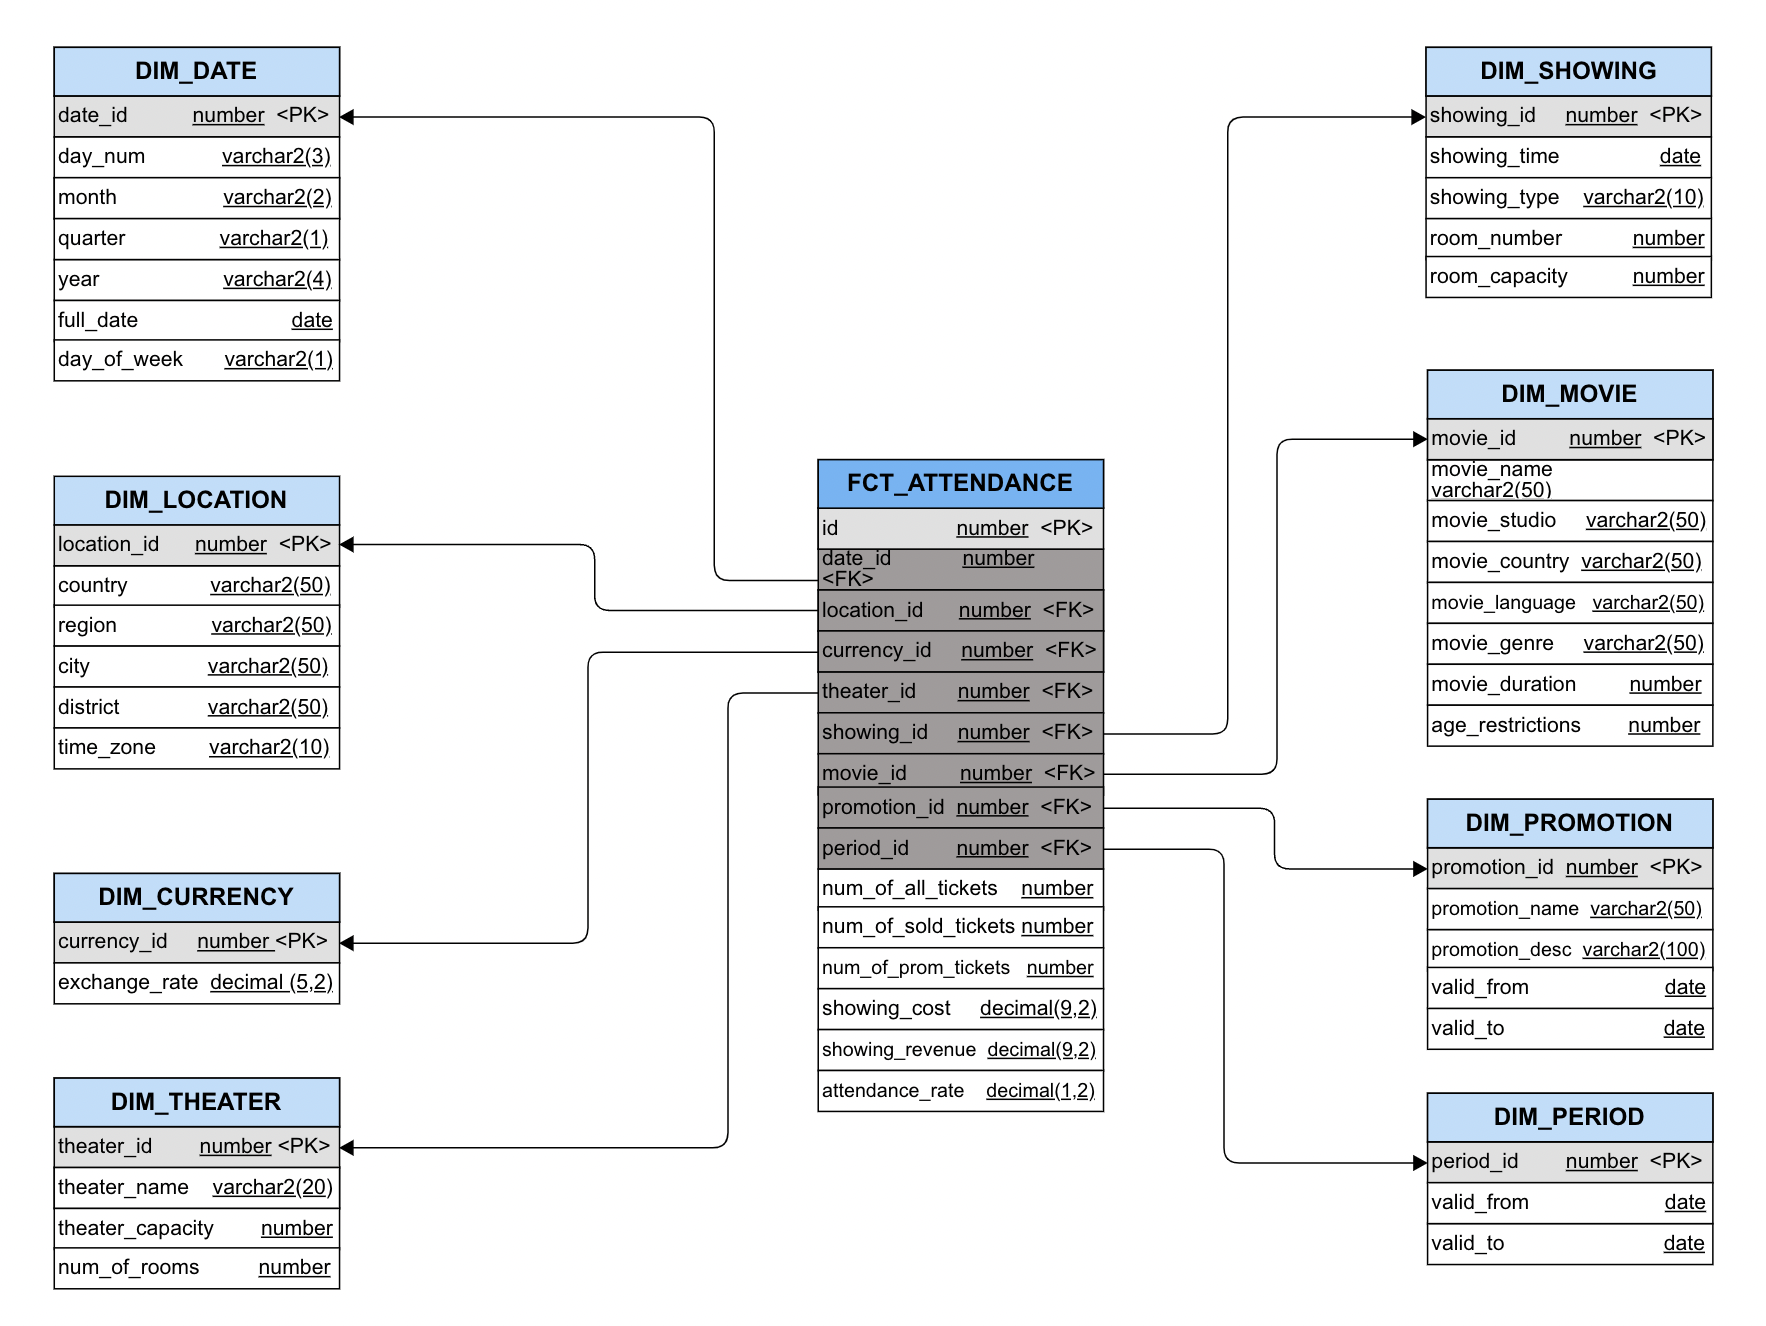 DIM_DATE
date_id number <PK>
day_num varchar2(3)
month varchar2(2)
quarter varchar2(1)
year varchar2(4)
full_date date
day_of_week varchar2(1)
DIM_LOCATION
location_id number <PK>
country varchar2(50)
region varchar2(50)
city varchar2(50)
district varchar2(50)
time_zone varchar2(10)
DIM_CURRENCY
currency_id number <PK>
exchange_rate decimal (5,2)
DIM_THEATER
theater_id number <PK>
theater_name varchar2(20)
theater_capacity number
num_of_rooms number
FCT_ATTENDANCE
id number <PK>
date_id number
<FK>
location_id number <FK>
currency_id number <FK>
theater_id number <FK>
showing_id number <FK>
movie_id number <FK>
promotion_id number <FK>
period_id number <FK>
num_of_all_tickets number
num_of_sold_tickets number
num_of_prom_tickets number
showing_cost decimal(9,2)
showing_revenue decimal(9,2)
attendance_rate decimal(1,2)
DIM_SHOWING
showing_id number <PK>
showing_time date
showing_type varchar2(10)
room_number number
room_capacity number
DIM_MOVIE
movie_id number <PK>
movie_name
varchar2(50)
movie_studio varchar2(50)
movie_country varchar2(50)
movie_language varchar2(50)
movie_genre varchar2(50)
movie_duration number
age_restrictions number
DIM_PROMOTION
promotion_id number <PK>
promotion_name varchar2(50)
promotion_desc varchar2(100)
valid_from date
valid_to date
DIM_PERIOD
period_id number <PK>
valid_from date
valid_to date